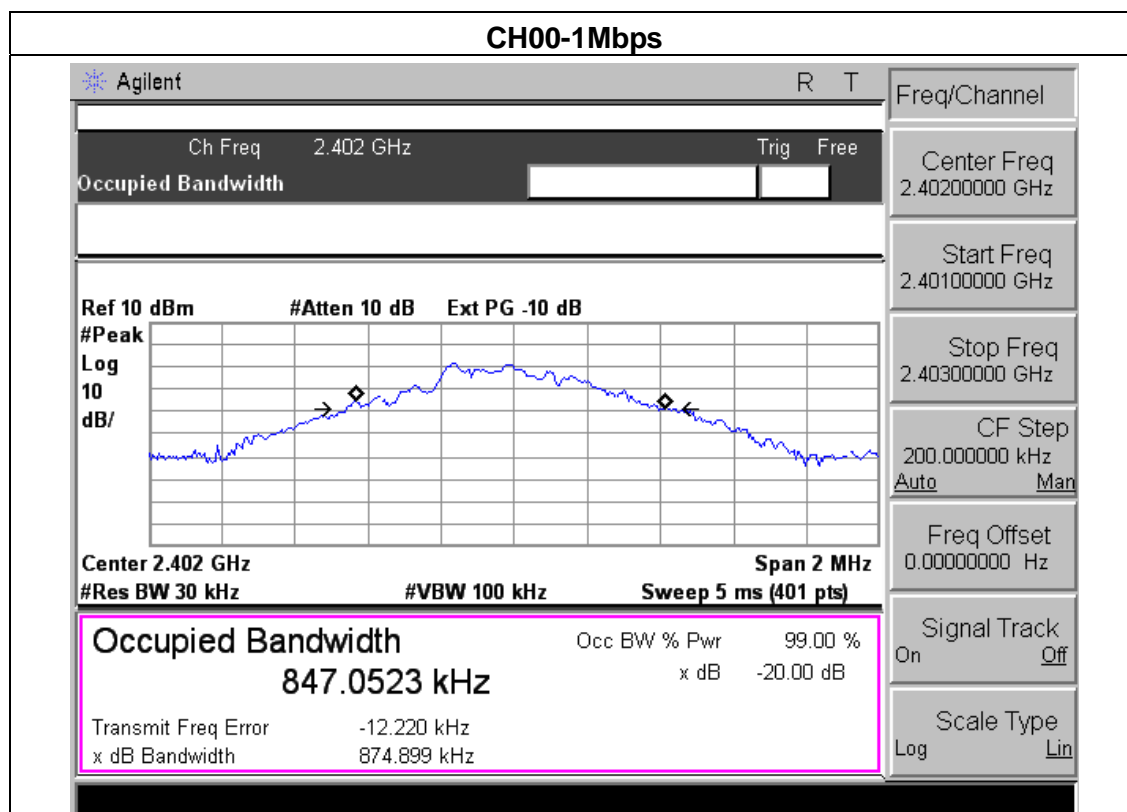 CH00-1Mbps
Agilent R T
Ch Freq 2.402 GHz Trig Free
Occupied Bandwidth
Ref 10 dBm #Atten 10 dB Ext PG -10 dB
#Peak
Log
10
dB/
Center 2.402 GHz Span 2 MHz
#Res BW 30 kHz #VBW 100 kHz Sweep 5 ms (401 pts)
Occupied Bandwidth Occ BW % Pwr 99.00 %
847.0523 kHz x dB -20.00 dB
Transmit Freq Error -12.220 kHz
x dB Bandwidth 874.899 kHz
Freq/Channel
Center Freq
2.40200000 GHz
Start Freq
2.40100000 GHz
Stop Freq
2.40300000 GHz
CF Step
200.000000 kHz
Auto Man
Freq Offset
0.00000000 Hz
Signal Track
On Off
Scale Type
Log Lin